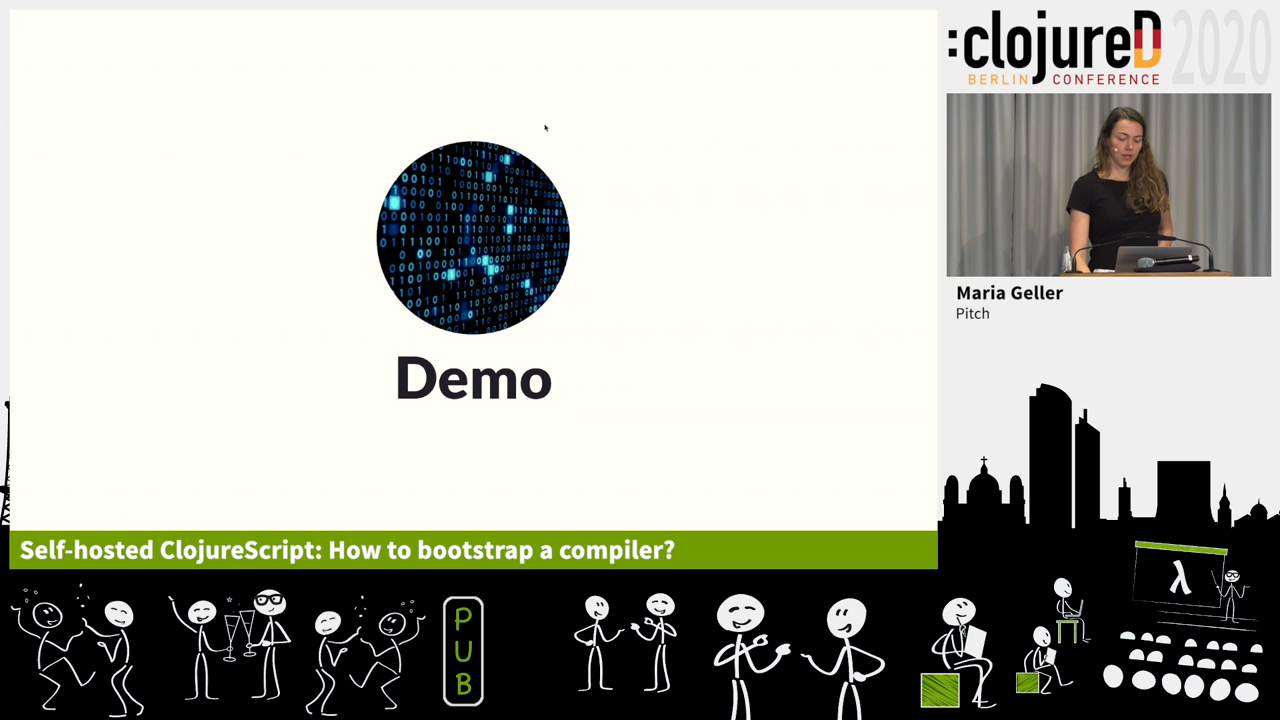 :clojureD 2020
BERLIN CONFERENCE
Demo
Maria Geller
Pitch
Self-hosted ClojureScript: How to bootstrap a compiler?
PUB
λ